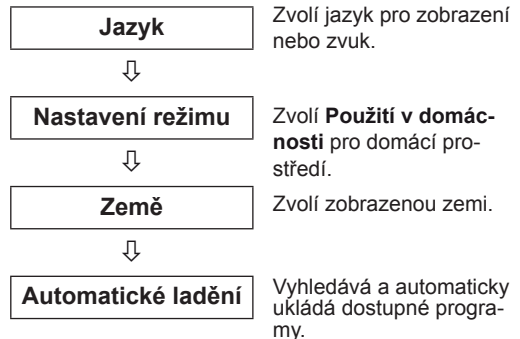 Jazyk
Zvolí jazyk pro zobrazení
nebo zvuk.
Nastavení režimu
Zvolí Použití v domác-
nosti pro domácí pro-
středí.
Země
Zvolí zobrazenou zemi.
Automatické ladění
Vyhledává a automaticky
ukládá dostupné progra-
my.